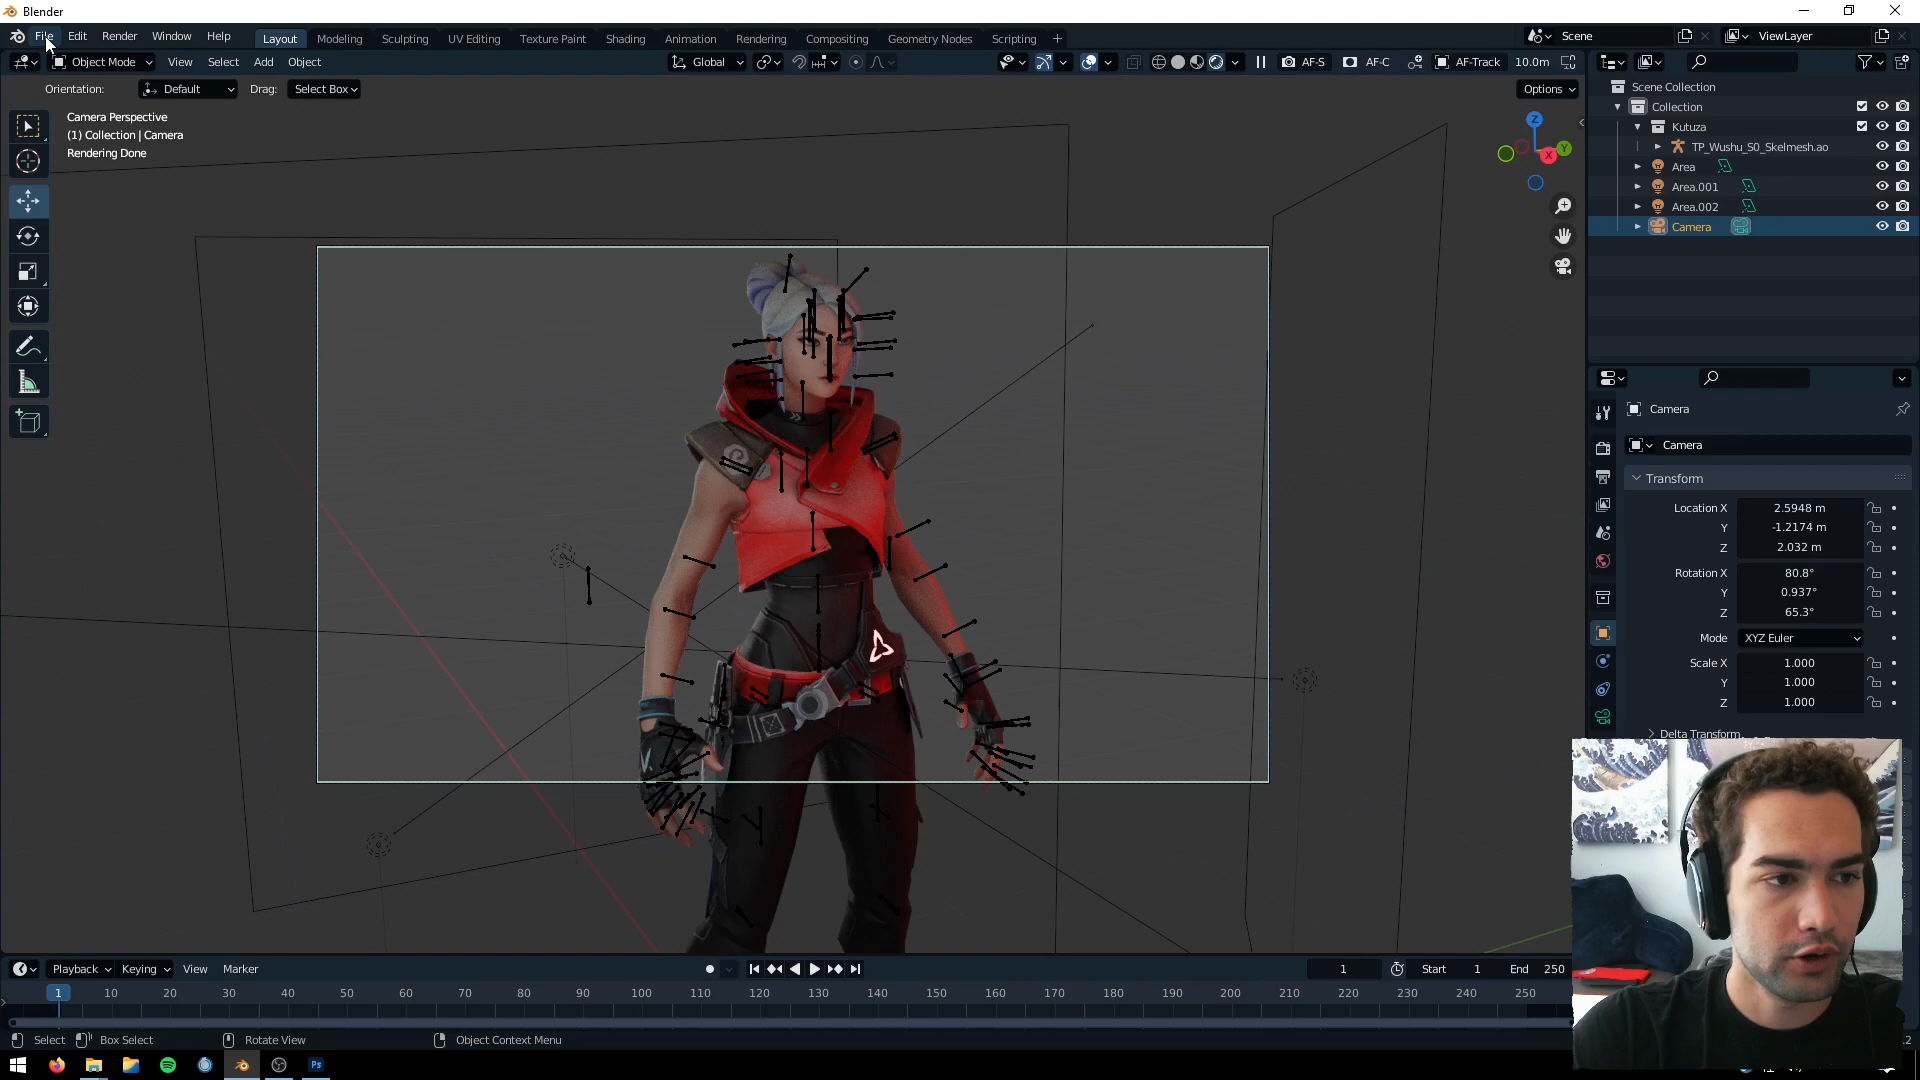 Blender
File Edit Render Window Help Layout Modeling Sculpting UV Editing Texture Paint Shading Animation Rendering Compositing Geometry Nodes Scripting + Scene ViewLayer
Object Mode View Select Add Object Global AF-S AF-C AF-Track 10.0m
Orientation: Default Drag: Select Box Options
Camera Perspective
(1) Collection | Camera
Rendering Done
Z
Y
X
Scene Collection
Collection
Kutuza
TP_Wushu_S0_Skelmesh.ao
Area
Area.001
Area.002
Camera
Camera
Camera
Transform
Location X 2.5948 m
Y -1.2174 m
Z 2.032 m
Rotation X 80.8°
Y 0.937°
Z 65.3°
Mode XYZ Euler
Scale X 1.000
Y 1.000
Z 1.000
Delta Transform
Playback Keying View Marker 1 Start 1 End 250
1 10 20 30 40 50 60 70 80 90 100 110 120 130 140 150 160 170 180 190 200 210 220 230 240 250
Select Box Select Rotate View Object Context Menu
Ps